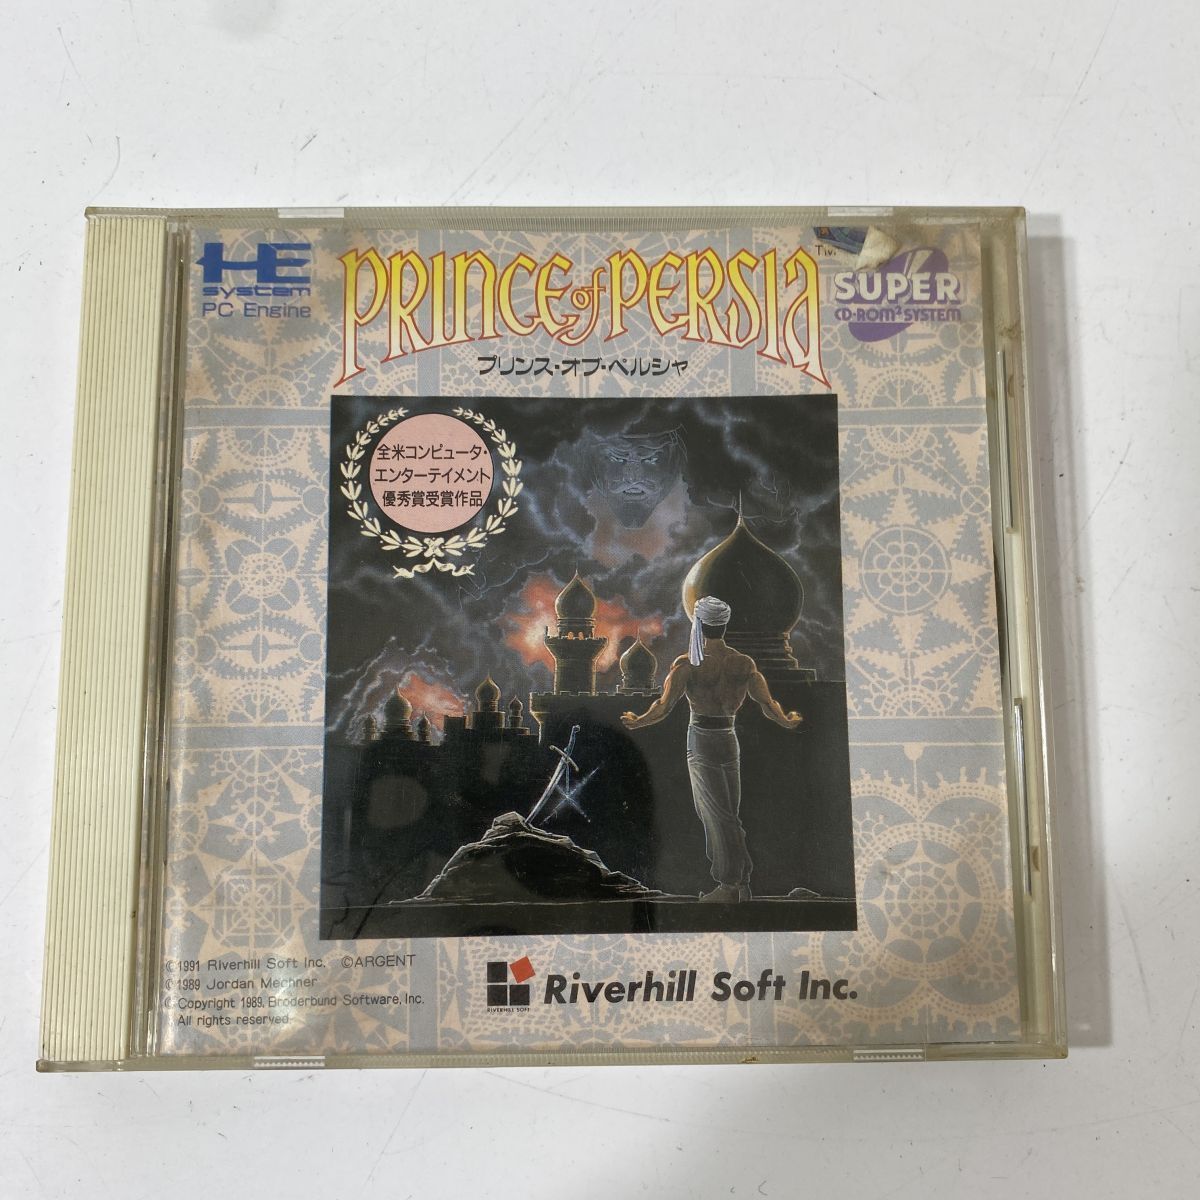 HE
system
PC Engine
PRINCE of PERSIA
プリンス・オブ・ペルシャ
SUPER
CD-ROM² SYSTEM
全米コンピュータ・
エンターテイメント
優秀賞受賞作品
©1991 Riverhill Soft Inc. ©ARGENT
©1989 Jordan Mechner
©Copyright 1989, Broderbund Software, Inc.
All rights reserved.
RIVERHILL SOFT
Riverhill Soft Inc.